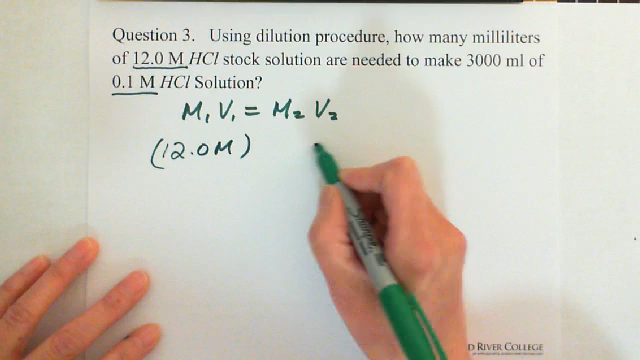 Question 3. Using dilution procedure, how many milliliters
of 12.0 M HCl stock solution are needed to make 3000 ml of
0.1 M HCl Solution?
M₁ V₁ = M₂ V₂
(12.0M)
D RIVER COLLEGE